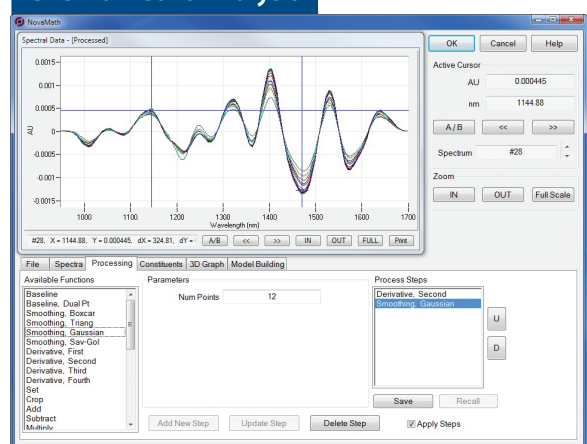 NovaMath
Spectral Data - [Processed]
0.0015
0.001
0.0005
0
-0.0005
-0.001
-0.0015
AU
1000 1100 1200 1300 1400 1500 1600 1700
Wavelength (nm)
#28, X = 1144.88, Y = 0.000445, dX = 324.81, dY = A/B << >> IN OUT FULL Print
OK Cancel Help
Active Cursor
AU 0.000445
nm 1144.88
A / B << >>
Spectrum #28
Zoom
IN OUT Full Scale
File Spectra Processing Constituents 3D Graph Model Building
Available Functions
Baseline
Baseline, Dual Pt
Smoothing, Boxcar
Smoothing, Triang
Smoothing, Gaussian
Smoothing, Sav-Gol
Derivative, First
Derivative, Second
Derivative, Third
Derivative, Fourth
Set
Crop
Add
Subtract
Multiply
Parameters
Num Points 12
Process Steps
Derivative, Second
Smoothing, Gaussian
U
D
Save Recall
Add New Step Update Step Delete Step Apply Steps